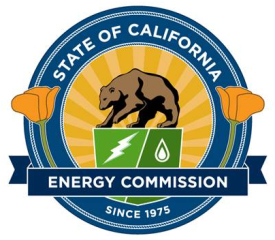 STATE OF CALIFORNIA
ENERGY COMMISSION
SINCE 1975